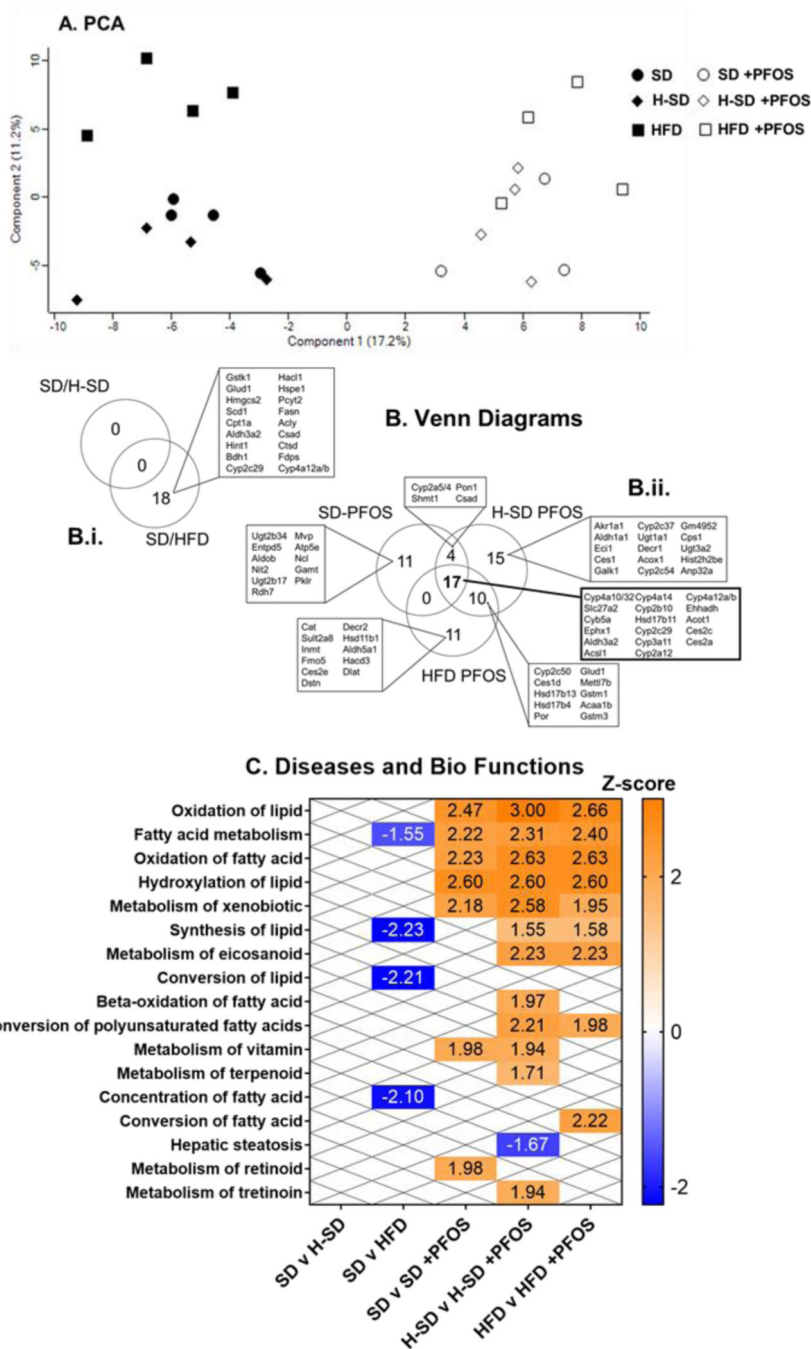 A. PCA
SD SD +PFOS
H-SD H-SD +PFOS
HFD HFD +PFOS
Component 2 (11.2%)
10
5
0
-5
-10 -8 -6 -4 -2 0 2 4 6 8 10
Component 1 (17.2%)
B. Venn Diagrams
SD/H-SD
0
0
18
SD/HFD
B.i.
Gstk1 Hacl1
Glud1 Hspe1
Hmgcs2 Pcyt2
Scd1 Fasn
Cpt1a Acly
Aldh3a2 Csad
Hint1 Ctsd
Bdh1 Fdps
Cyp2c29 Cyp4a12a/b
B.ii.
Cyp2a5/4 Pon1
Shmt1 Csad
SD-PFOS
H-SD PFOS
11
4
15
17
0
10
11
HFD PFOS
Ugt2b34 Mvp
Entpd5 Atp5e
Aldob Ncl
Nit2 Gamt
Ugt2b17 Pklr
Rdh7
Akr1a1 Cyp2c37 Gm4952
Aldh1a1 Ugt1a1 Cps1
Eci1 Decr1 Ugt3a2
Ces1 Acox1 Hist2h2be
Galk1 Cyp2c54 Anp32a
Cyp4a10/32 Cyp4a14 Cyp4a12a/b
Slc27a2 Cyp2b10 Ehhadh
Cyb5a Hsd17b11 Acot1
Ephx1 Cyp2c29 Ces2c
Aldh3a2 Cyp3a11 Ces2a
Acsl1 Cyp2a12
Cat Decr2
Sult2a8 Hsd11b1
Inmt Aldh5a1
Fmo5 Hacd3
Ces2e Dlat
Dstn
Cyp2c50 Glud1
Ces1d Mettl7b
Hsd17b13 Gstm1
Hsd17b4 Acaa1b
Por Gstm3
C. Diseases and Bio Functions
Z-score
Oxidation of lipid 2.47 3.00 2.66
Fatty acid metabolism -1.55 2.22 2.31 2.40
Oxidation of fatty acid 2.23 2.63 2.63
Hydroxylation of lipid 2.60 2.60 2.60
Metabolism of xenobiotic 2.18 2.58 1.95
Synthesis of lipid -2.23 1.55 1.58
Metabolism of eicosanoid 2.23 2.23
Conversion of lipid -2.21
Beta-oxidation of fatty acid 1.97
onversion of polyunsaturated fatty acids 2.21 1.98
Metabolism of vitamin 1.98 1.94
Metabolism of terpenoid 1.71
Concentration of fatty acid -2.10
Conversion of fatty acid 2.22
Hepatic steatosis -1.67
Metabolism of retinoid 1.98
Metabolism of tretinoin 1.94
2
0
-2
SD v H-SD
SD v HFD
SD v SD +PFOS
H-SD v H-SD +PFOS
HFD v HFD +PFOS